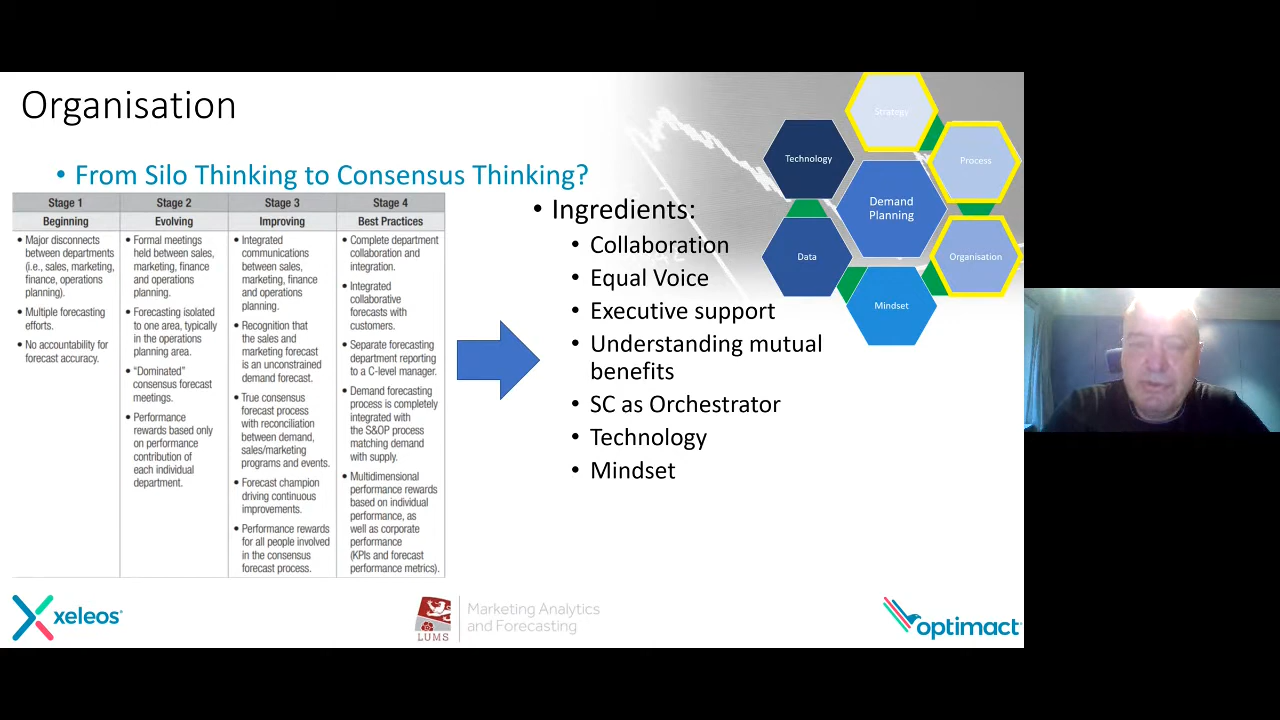 Organisation
• From Silo Thinking to Consensus Thinking?
Stage 1
Beginning
• Major disconnects
between departments
(i.e., sales, marketing,
finance, operations
planning).
• Multiple forecasting
efforts.
• No accountability for
forecast accuracy.
Stage 2
Evolving
• Formal meetings
held between sales,
marketing, finance
and operations
planning.
• Forecasting isolated
to one area, typically
in the operations
planning area.
• “Dominated”
consensus forecast
meetings.
• Performance
rewards based only
on performance
contribution of
each individual
department.
Stage 3
Improving
• Integrated
communications
between sales,
marketing, finance
and operations
planning.
• Recognition that
the sales and
marketing forecast
is an unconstrained
demand forecast.
• True consensus
forecast process
with reconciliation
between demand,
sales/marketing
programs and events.
• Forecast champion
driving continuous
improvements.
• Performance rewards
for all people involved
in the consensus
forecast process.
Stage 4
Best Practices
• Complete department
collaboration and
integration.
• Integrated
collaborative
forecasts with
customers.
• Separate forecasting
department reporting
to a C-level manager.
• Demand forecasting
process is completely
integrated with
the S&OP process
matching demand
with supply.
• Multidimensional
performance rewards
based on individual
performance, as
well as corporate
performance
(KPIs and forecast
performance metrics).
• Ingredients:
• Collaboration
• Equal Voice
• Executive support
• Understanding mutual
benefits
• SC as Orchestrator
• Technology
• Mindset
Strategy
Technology
Process
Demand
Planning
Data
Organisation
Mindset
xeleos
LUMS
Marketing Analytics
and Forecasting
optimact